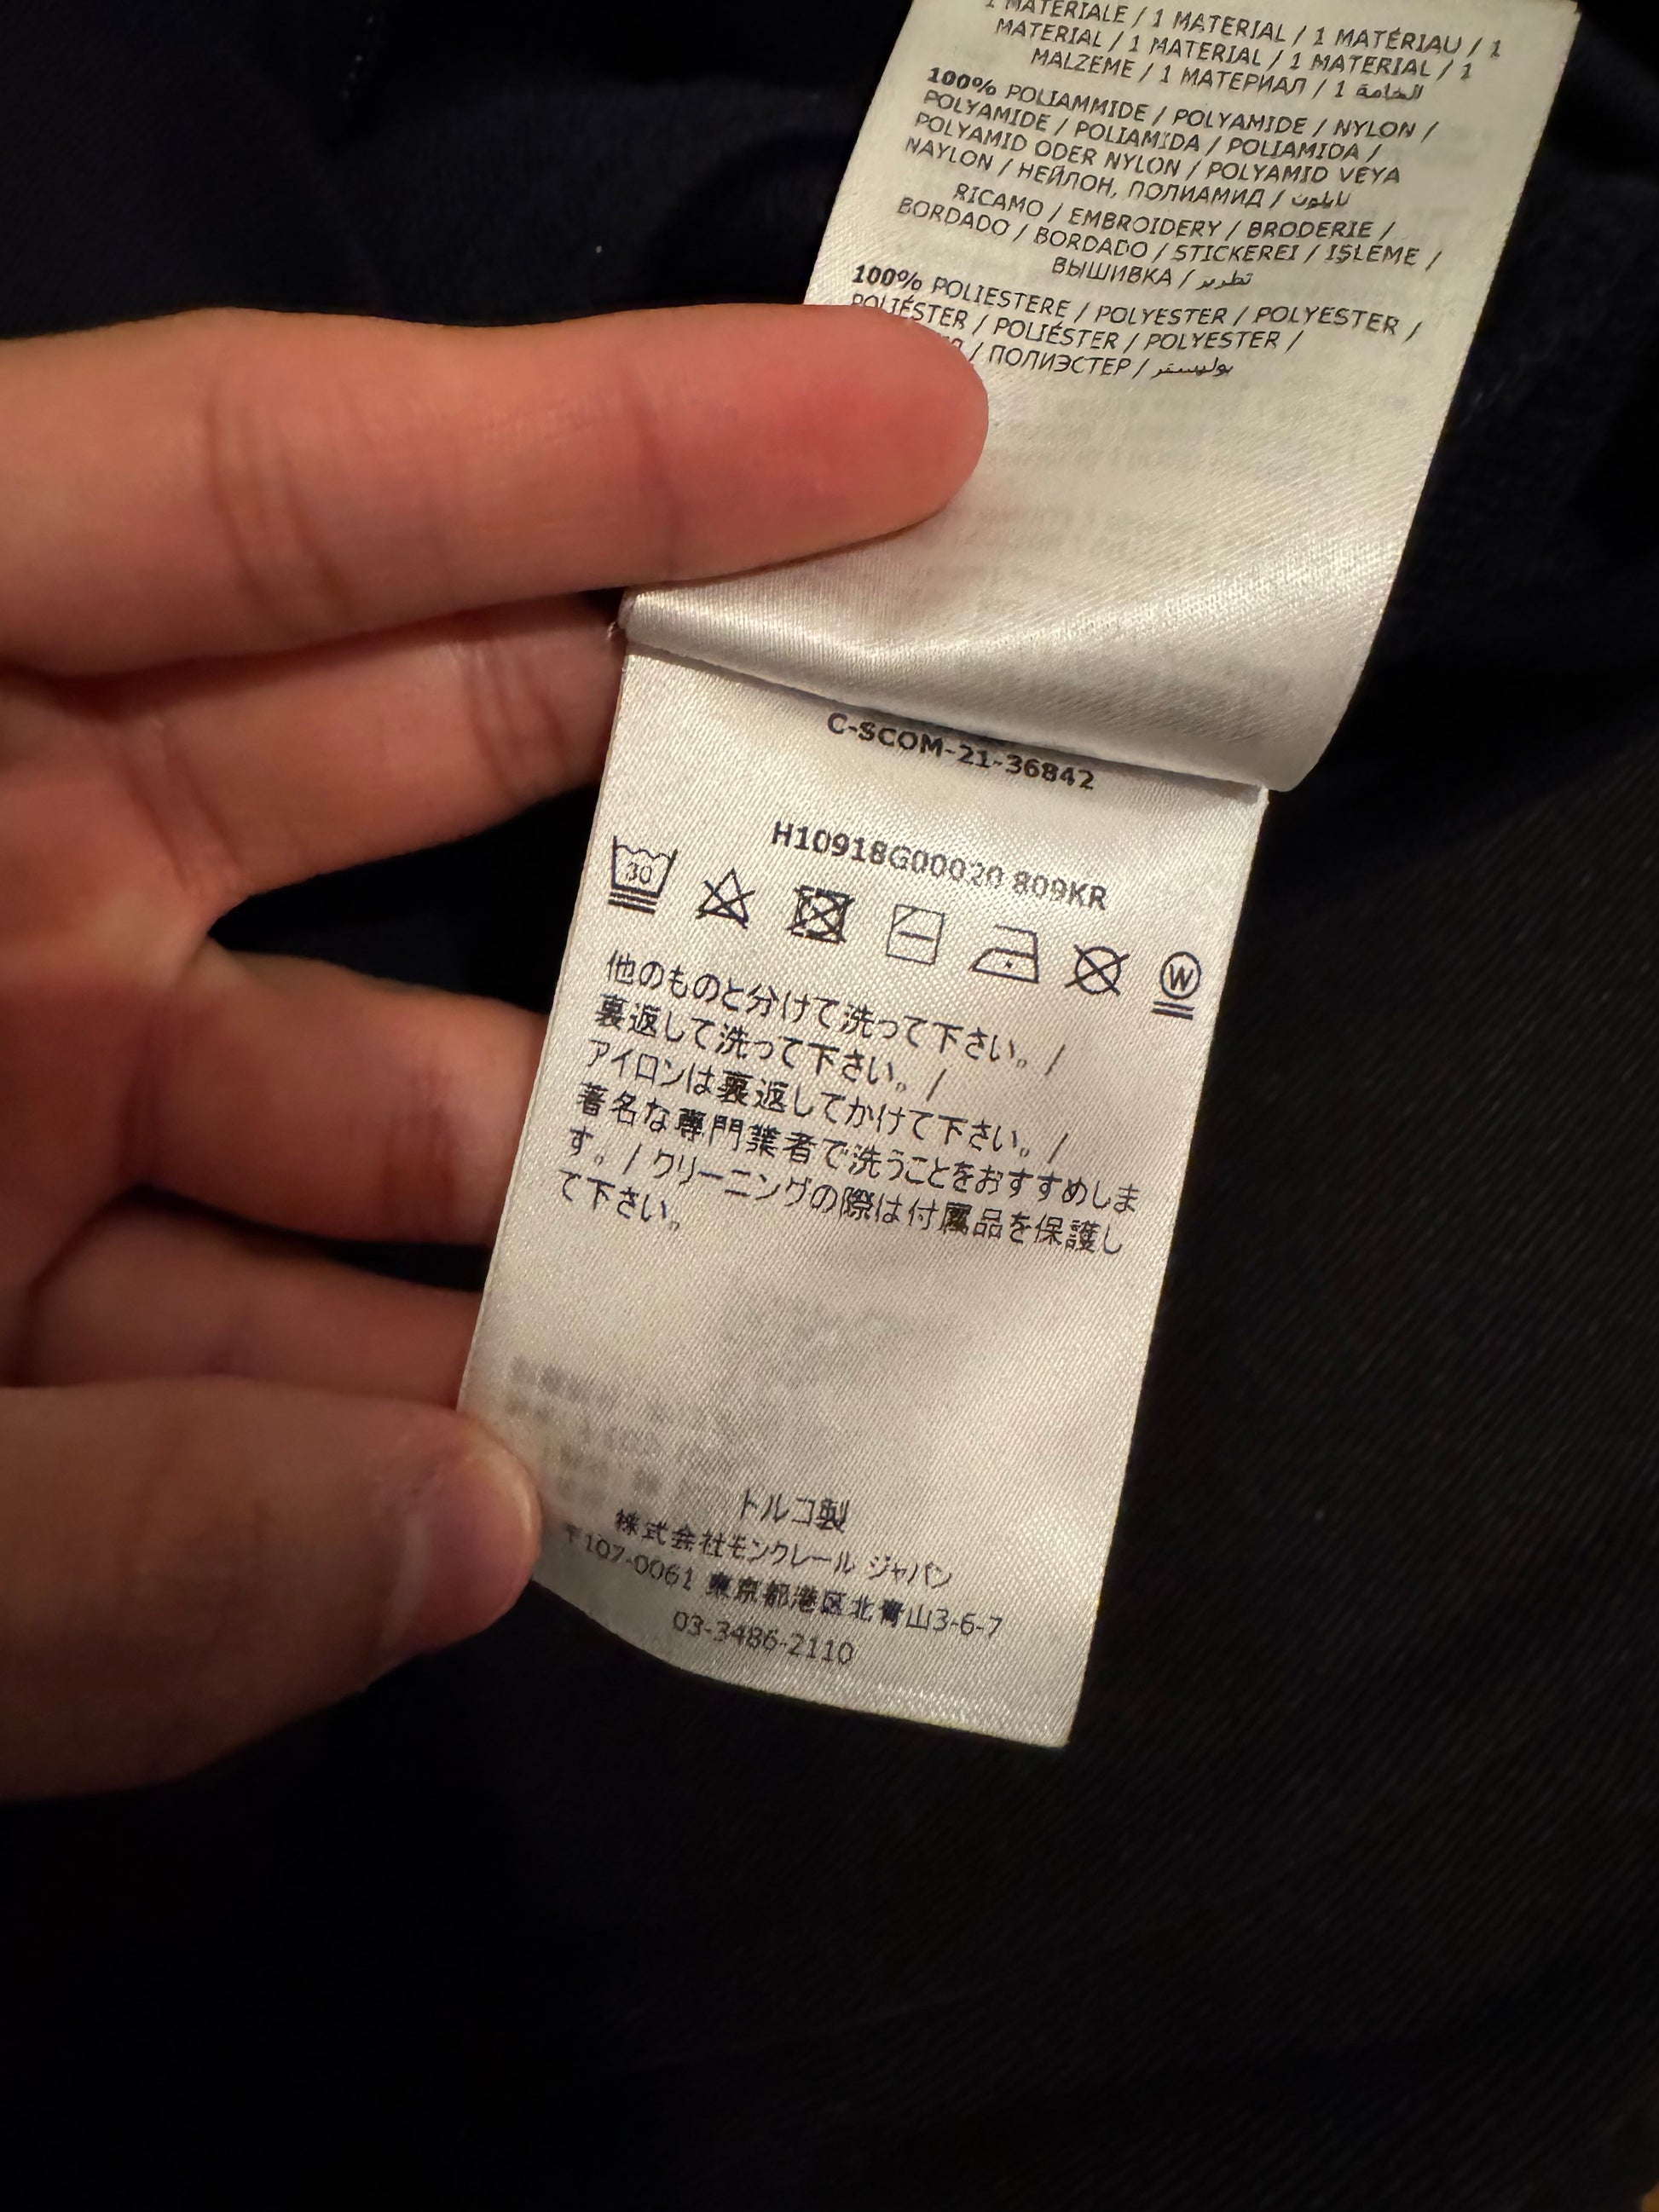 1 MATERIALE / 1 MATERIAL / 1 MATÉRIAU / 1
MATERIAL / 1 MATERIAL / 1 MATERIAL / 1
MALZEME / 1 МАТЕРИАЛ / 1 الخامة
100% POLIAMMIDE / POLYAMIDE / NYLON /
POLYAMIDE / POLIAMIDA / POLIAMIDA /
POLYAMID ODER NYLON / POLYAMID VEYA
NAYLON / НЕЙЛОН, ПОЛИАМИД / نايلون
RICAMO / EMBROIDERY / BRODERIE /
BORDADO / BORDADO / STICKEREI / IŞLEME /
ВЫШИВКА / تطريز
100% POLIESTERE / POLYESTER / POLYESTER /
POLIÉSTER / POLIÉSTER / POLYESTER /
/ ПОЛИЭСТЕР / بوليستر
C-SCOM-21-36842
H10918G00020 809KR
30
W
他のものと分けて洗って下さい。/
裏返して洗って下さい。/
アイロンは裏返してかけて下さい。/
著名な専門業者で洗うことをおすすめしま
す。/ クリーニングの際は付属品を保護し
て下さい。
トルコ製
株式会社モンクレール ジャパン
〒107-0061 東京都港区北青山3-6-7
03-3486-2110